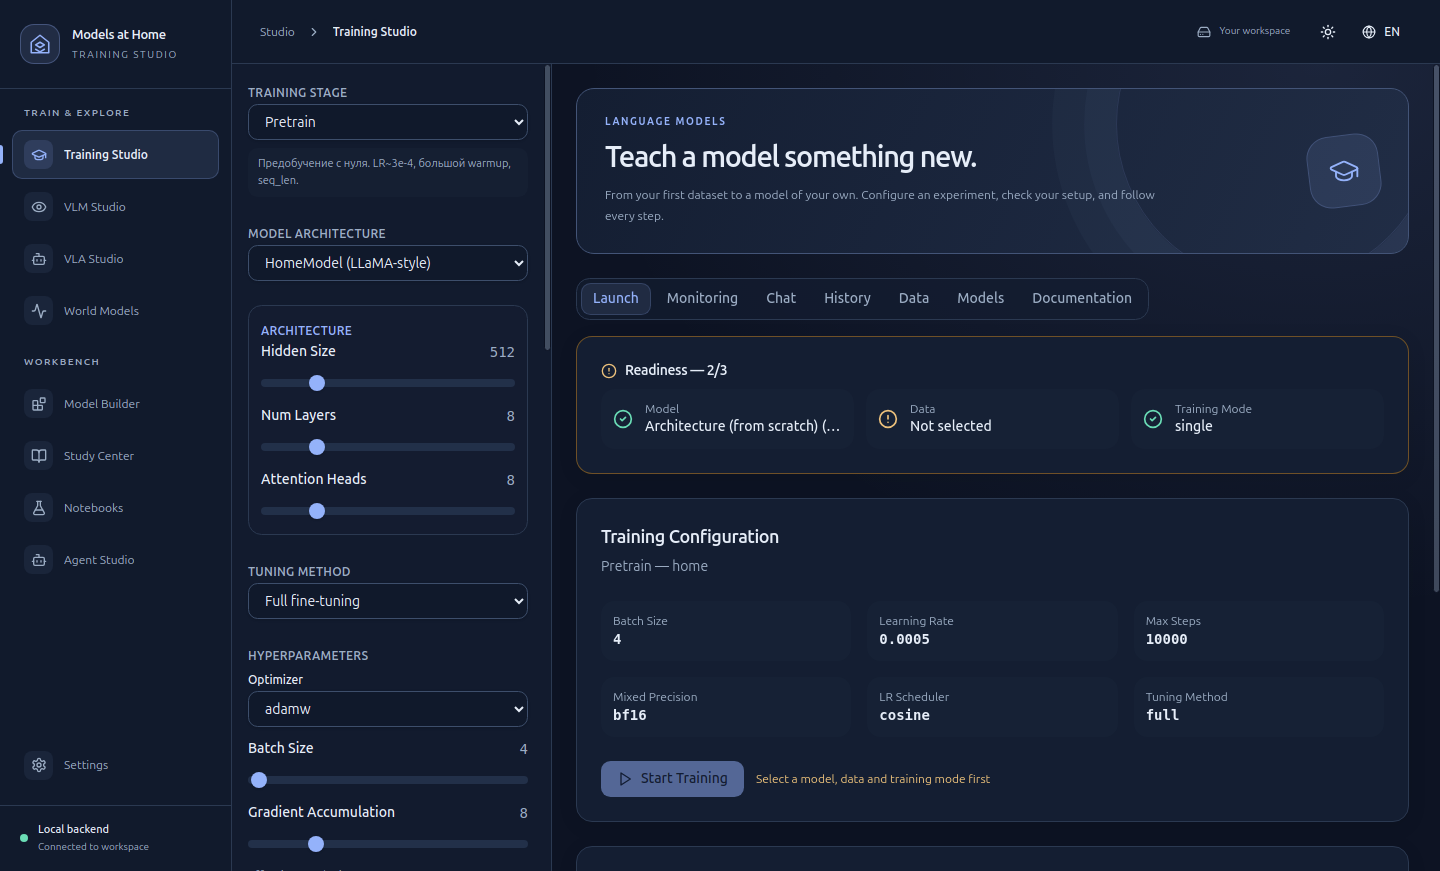 Models at Home
TRAINING STUDIO
TRAIN & EXPLORE
Training Studio
VLM Studio
VLA Studio
World Models
WORKBENCH
Model Builder
Study Center
Notebooks
Agent Studio
Settings
Local backend
Connected to workspace
Studio
Training Studio
Your workspace
EN
TRAINING STAGE
Pretrain
Предобучение с нуля. LR~3e-4, большой warmup,
seq_len.
MODEL ARCHITECTURE
HomeModel (LLaMA-style)
ARCHITECTURE
Hidden Size 512
Num Layers 8
Attention Heads 8
TUNING METHOD
Full fine-tuning
HYPERPARAMETERS
Optimizer
adamw
Batch Size 4
Gradient Accumulation 8
LANGUAGE MODELS
Teach a model something new.
From your first dataset to a model of your own. Configure an experiment, check your setup, and follow
every step.
Launch Monitoring Chat History Data Models Documentation
Readiness — 2/3
Model
Architecture (from scratch) (...
Data
Not selected
Training Mode
single
Training Configuration
Pretrain — home
Batch Size
4
Learning Rate
0.0005
Max Steps
10000
Mixed Precision
bf16
LR Scheduler
cosine
Tuning Method
full
Start Training
Select a model, data and training mode first